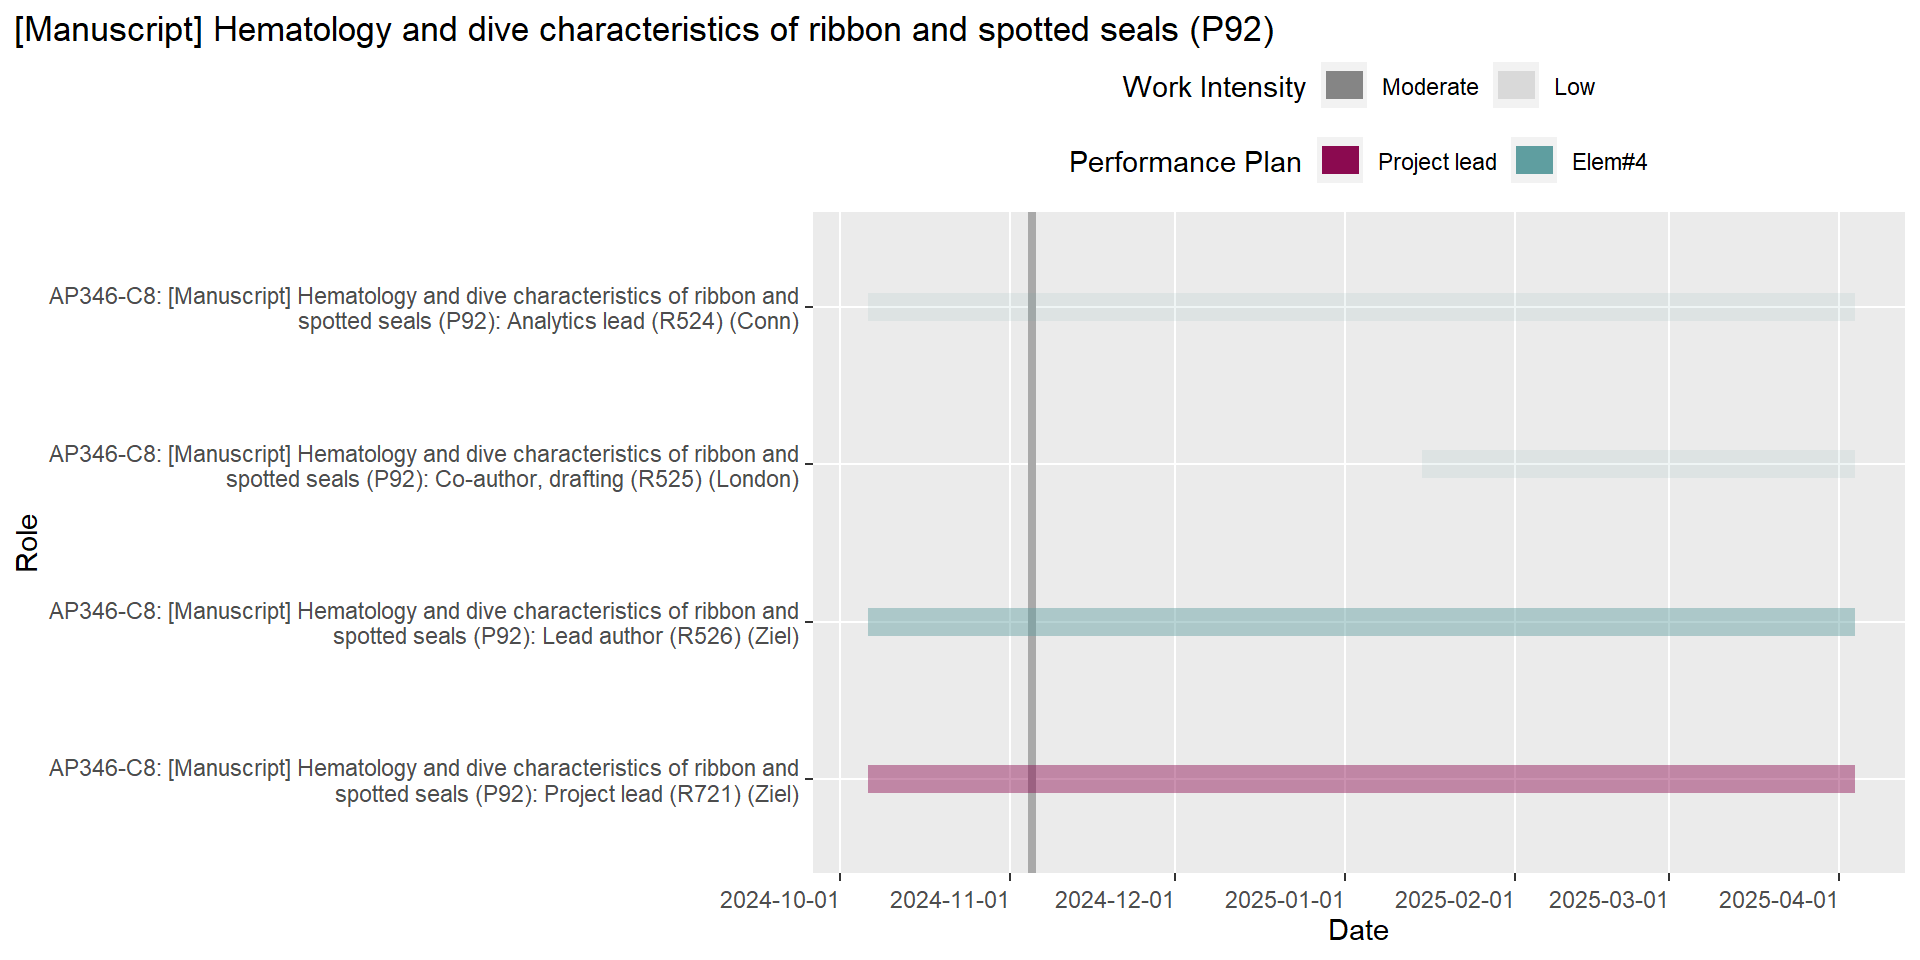 [Manuscript] Hematology and dive characteristics of ribbon and spotted seals (P92)
Work Intensity Moderate Low
Performance Plan Project lead Elem#4
AP346-C8: [Manuscript] Hematology and dive characteristics of ribbon and
spotted seals (P92): Analytics lead (R524) (Conn)
AP346-C8: [Manuscript] Hematology and dive characteristics of ribbon and
spotted seals (P92): Co-author, drafting (R525) (London)
AP346-C8: [Manuscript] Hematology and dive characteristics of ribbon and
spotted seals (P92): Lead author (R526) (Ziel)
AP346-C8: [Manuscript] Hematology and dive characteristics of ribbon and
spotted seals (P92): Project lead (R721) (Ziel)
Role
2024-10-01 2024-11-01 2024-12-01 2025-01-01 2025-02-01 2025-03-01 2025-04-01
Date